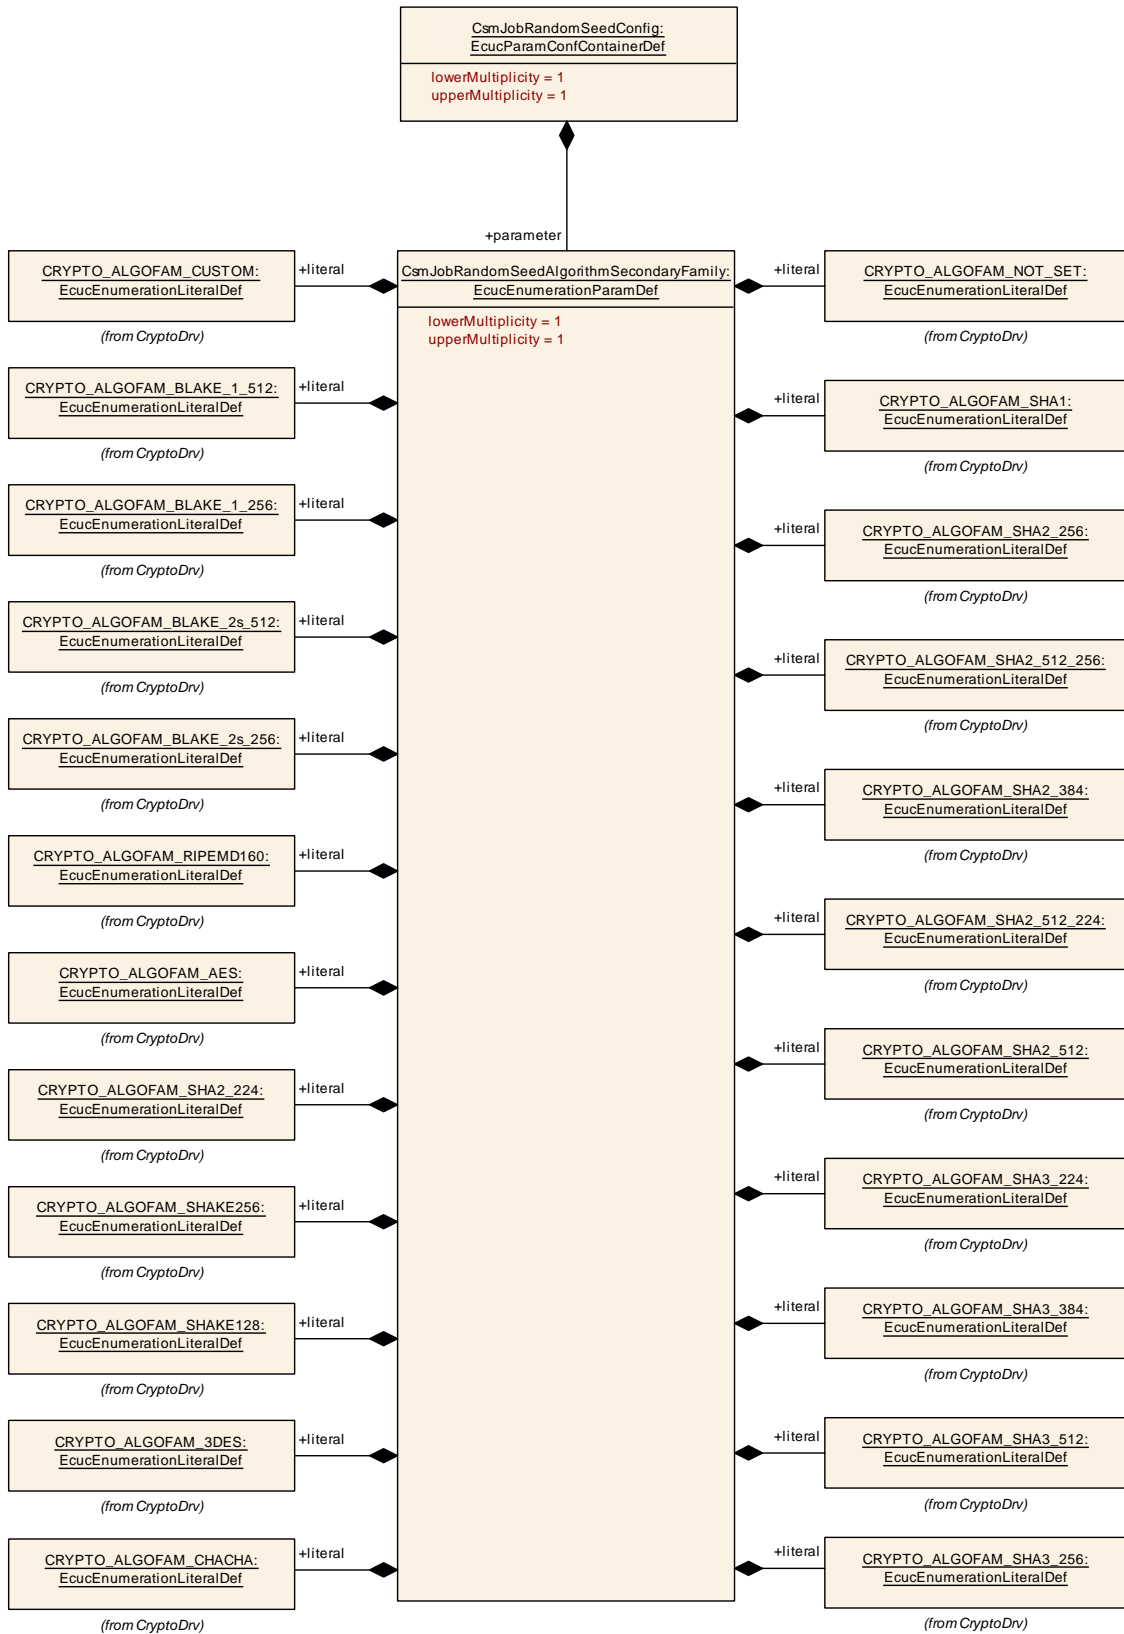 CsmJobRandomSeedConfig:
EcucParamConfContainerDef
lowerMultiplicity = 1
upperMultiplicity = 1
+parameter
CsmJobRandomSeedAlgorithmSecondaryFamily:
EcucEnumerationParamDef
lowerMultiplicity = 1
upperMultiplicity = 1
CRYPTO_ALGOFAM_CUSTOM:
EcucEnumerationLiteralDef
(from CryptoDrv)
+literal
CRYPTO_ALGOFAM_BLAKE_1_512:
EcucEnumerationLiteralDef
(from CryptoDrv)
+literal
CRYPTO_ALGOFAM_BLAKE_1_256:
EcucEnumerationLiteralDef
(from CryptoDrv)
+literal
CRYPTO_ALGOFAM_BLAKE_2s_512:
EcucEnumerationLiteralDef
(from CryptoDrv)
+literal
CRYPTO_ALGOFAM_BLAKE_2s_256:
EcucEnumerationLiteralDef
(from CryptoDrv)
+literal
CRYPTO_ALGOFAM_RIPEMD160:
EcucEnumerationLiteralDef
(from CryptoDrv)
+literal
CRYPTO_ALGOFAM_AES:
EcucEnumerationLiteralDef
(from CryptoDrv)
+literal
CRYPTO_ALGOFAM_SHA2_224:
EcucEnumerationLiteralDef
(from CryptoDrv)
+literal
CRYPTO_ALGOFAM_SHAKE256:
EcucEnumerationLiteralDef
(from CryptoDrv)
+literal
CRYPTO_ALGOFAM_SHAKE128:
EcucEnumerationLiteralDef
(from CryptoDrv)
+literal
CRYPTO_ALGOFAM_3DES:
EcucEnumerationLiteralDef
(from CryptoDrv)
+literal
CRYPTO_ALGOFAM_CHACHA:
EcucEnumerationLiteralDef
(from CryptoDrv)
+literal
+literal
CRYPTO_ALGOFAM_NOT_SET:
EcucEnumerationLiteralDef
(from CryptoDrv)
+literal
CRYPTO_ALGOFAM_SHA1:
EcucEnumerationLiteralDef
(from CryptoDrv)
+literal
CRYPTO_ALGOFAM_SHA2_256:
EcucEnumerationLiteralDef
(from CryptoDrv)
+literal
CRYPTO_ALGOFAM_SHA2_512_256:
EcucEnumerationLiteralDef
(from CryptoDrv)
+literal
CRYPTO_ALGOFAM_SHA2_384:
EcucEnumerationLiteralDef
(from CryptoDrv)
+literal
CRYPTO_ALGOFAM_SHA2_512_224:
EcucEnumerationLiteralDef
(from CryptoDrv)
+literal
CRYPTO_ALGOFAM_SHA2_512:
EcucEnumerationLiteralDef
(from CryptoDrv)
+literal
CRYPTO_ALGOFAM_SHA3_224:
EcucEnumerationLiteralDef
(from CryptoDrv)
+literal
CRYPTO_ALGOFAM_SHA3_384:
EcucEnumerationLiteralDef
(from CryptoDrv)
+literal
CRYPTO_ALGOFAM_SHA3_512:
EcucEnumerationLiteralDef
(from CryptoDrv)
+literal
CRYPTO_ALGOFAM_SHA3_256:
EcucEnumerationLiteralDef
(from CryptoDrv)